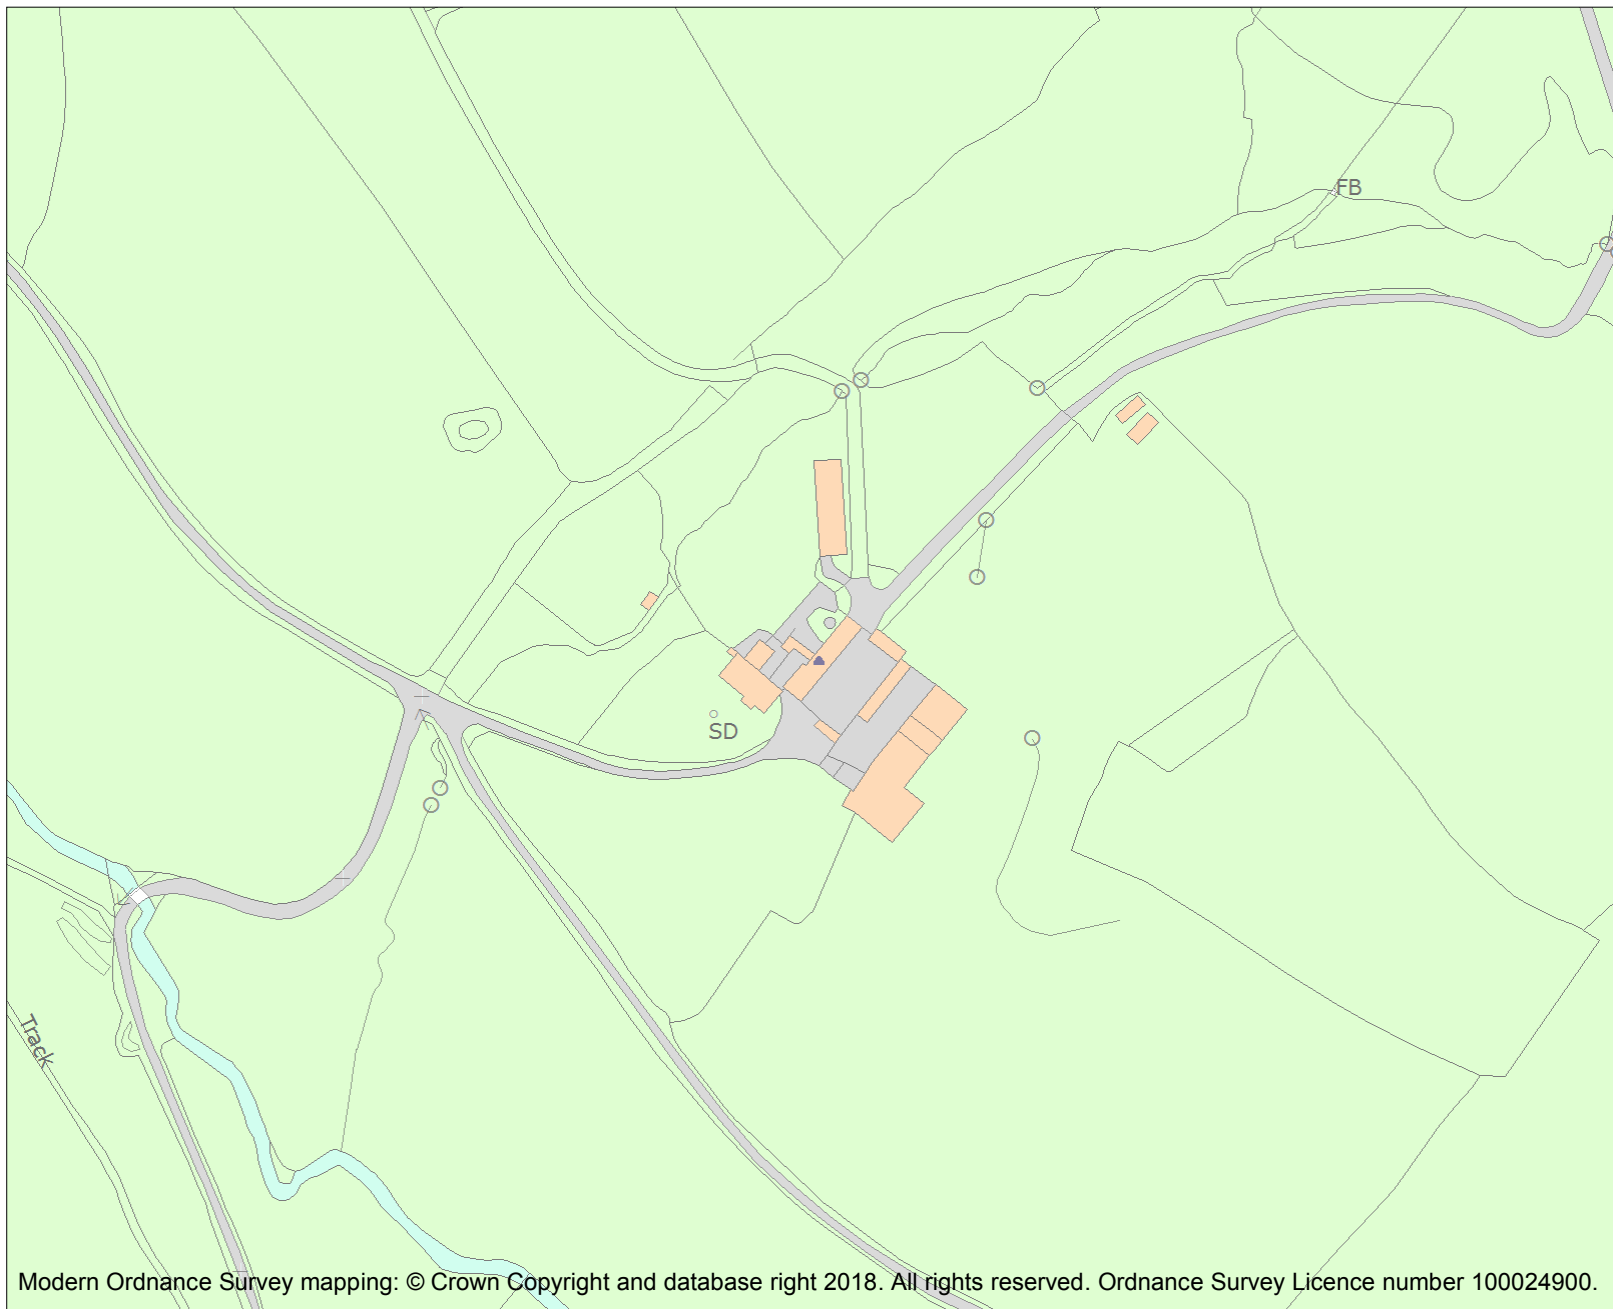 FB
SD
Track
Modern Ordnance Survey mapping: © Crown Copyright and database right 2018. All rights reserved. Ordnance Survey Licence number 100024900.